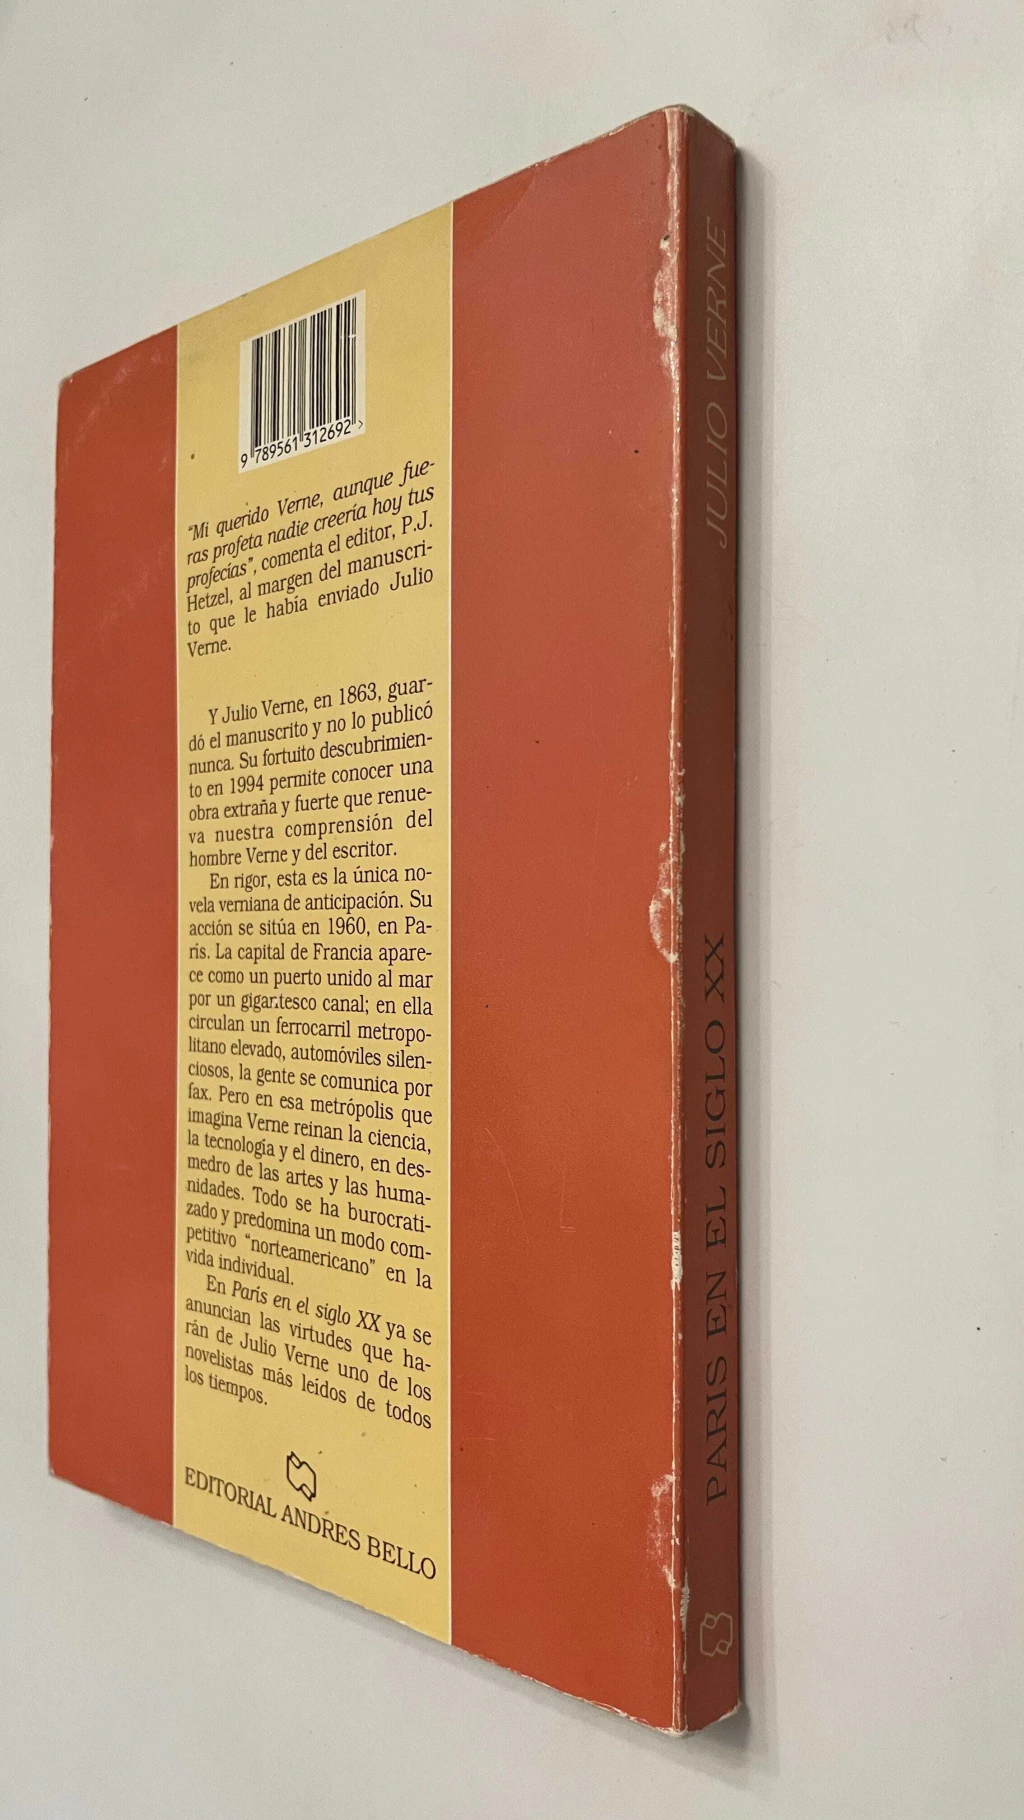 9 789561 312692 >
"Mi querido Verne, aunque fue-
ras profeta nadie creería hoy tus
profecías", comenta el editor, P.J.
Hetzel, al margen del manuscri-
to que le había enviado Julio
Verne.
Y Julio Verne, en 1863, guar-
dó el manuscrito y no lo publicó
nunca. Su fortuito descubrimien-
to en 1994 permite conocer una
obra extraña y fuerte que renue-
va nuestra comprensión del
hombre Verne y del escritor.
En rigor, esta es la única no-
vela verniana de anticipación. Su
acción se sitúa en 1960, en Pa-
rís. La capital de Francia apare-
ce como un puerto unido al mar
por un gigantesco canal; en ella
circulan un ferrocarril metropo-
litano elevado, automóviles silen-
ciosos, la gente se comunica por
fax. Pero en esa metrópolis que
imagina Verne reinan la ciencia,
la tecnología y el dinero, en des-
medro de las artes y las huma-
nidades. Todo se ha burocrati-
zado y predomina un modo com-
petitivo "norteamericano" en la
vida individual.
En París en el siglo XX ya se
anuncian las virtudes que ha-
rán de Julio Verne uno de los
novelistas más leídos de todos
los tiempos.
EDITORIAL ANDRES BELLO
PARIS EN EL SIGLO XX
JULIO VERNE